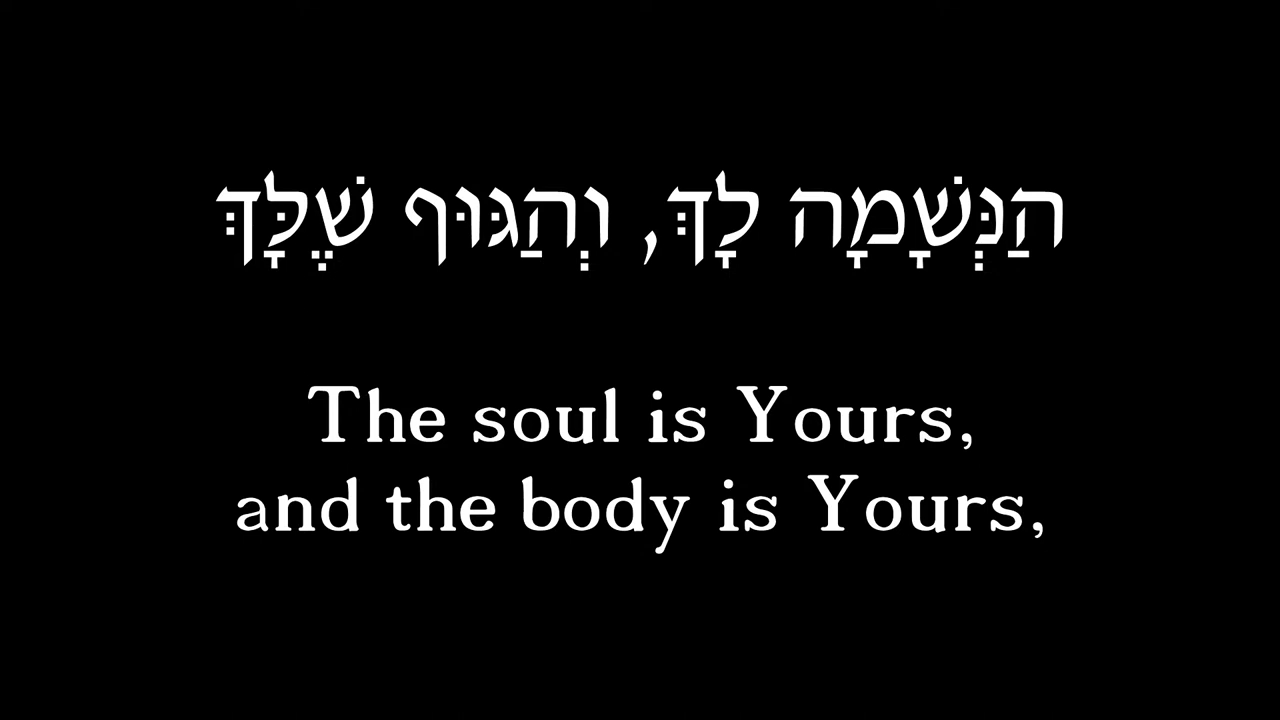 הַנְּשָׁמָה לָךְ, וְהַגּוּף שֶׁלָּךְ
The soul is Yours,
and the body is Yours,